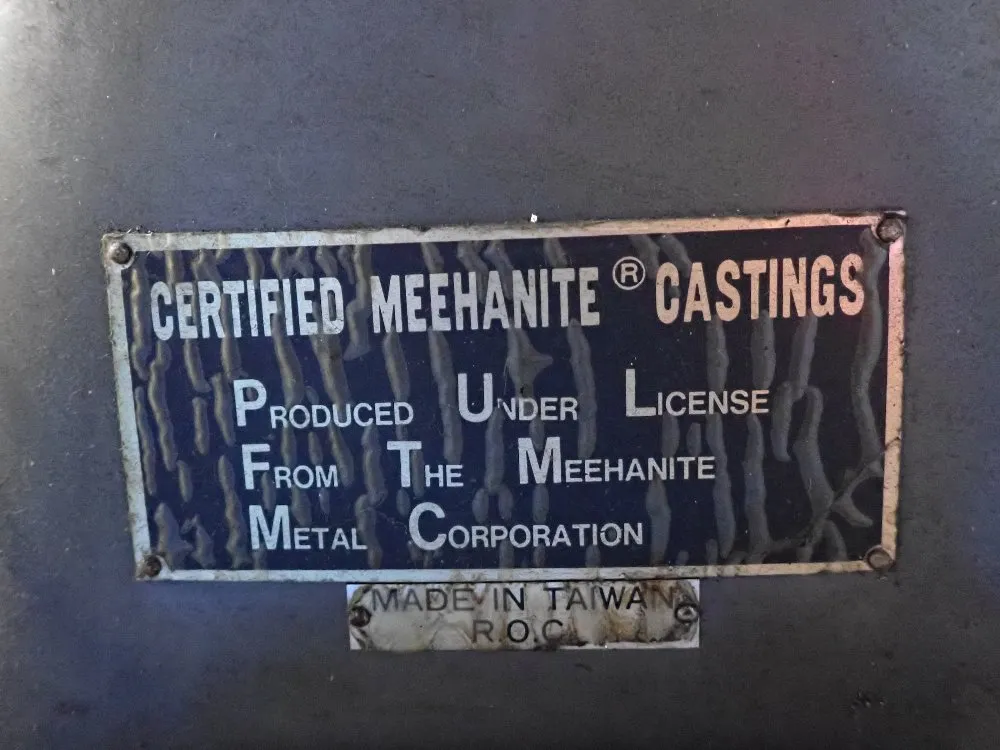 CERTIFIED MEEHANITE® CASTINGS
PRODUCED UNDER LICENSE
FROM THE MEEHANITE
METAL CORPORATION
MADE IN TAIWAN
R.O.C